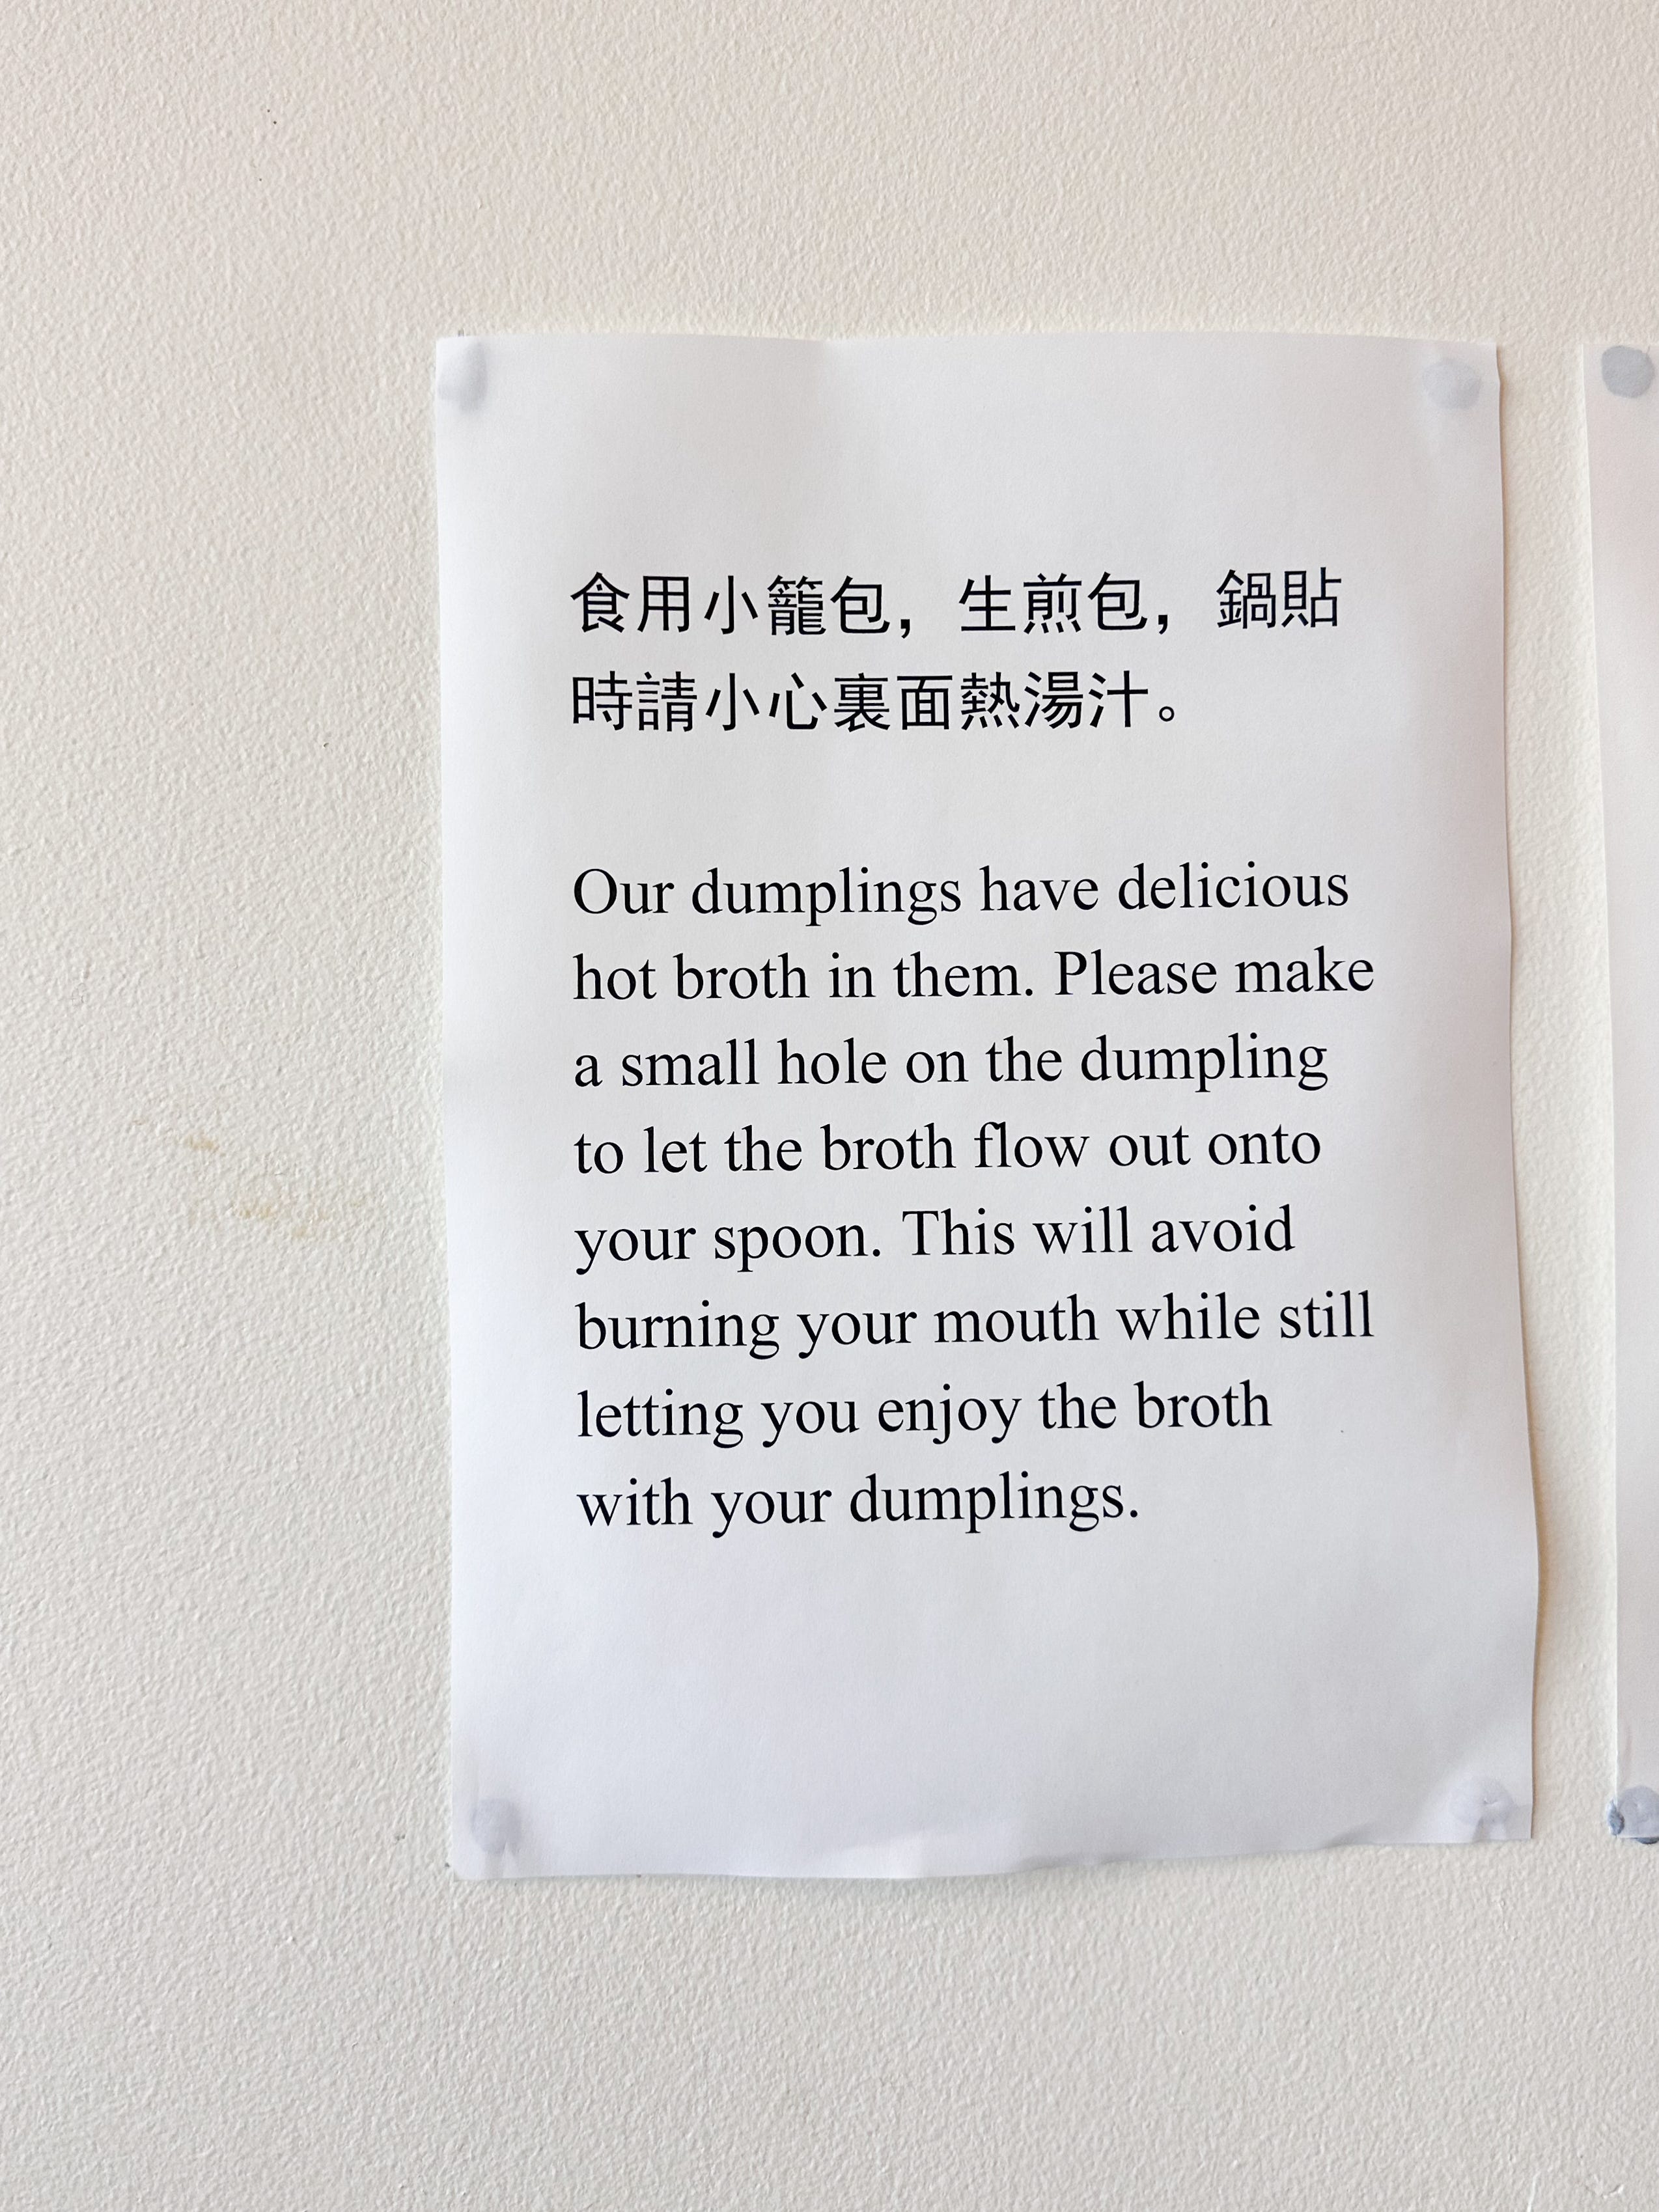 食用小籠包，生煎包，鍋貼
時請小心裏面熱湯汁。
Our dumplings have delicious
hot broth in them. Please make
a small hole on the dumpling
to let the broth flow out onto
your spoon. This will avoid
burning your mouth while still
letting you enjoy the broth
with your dumplings.